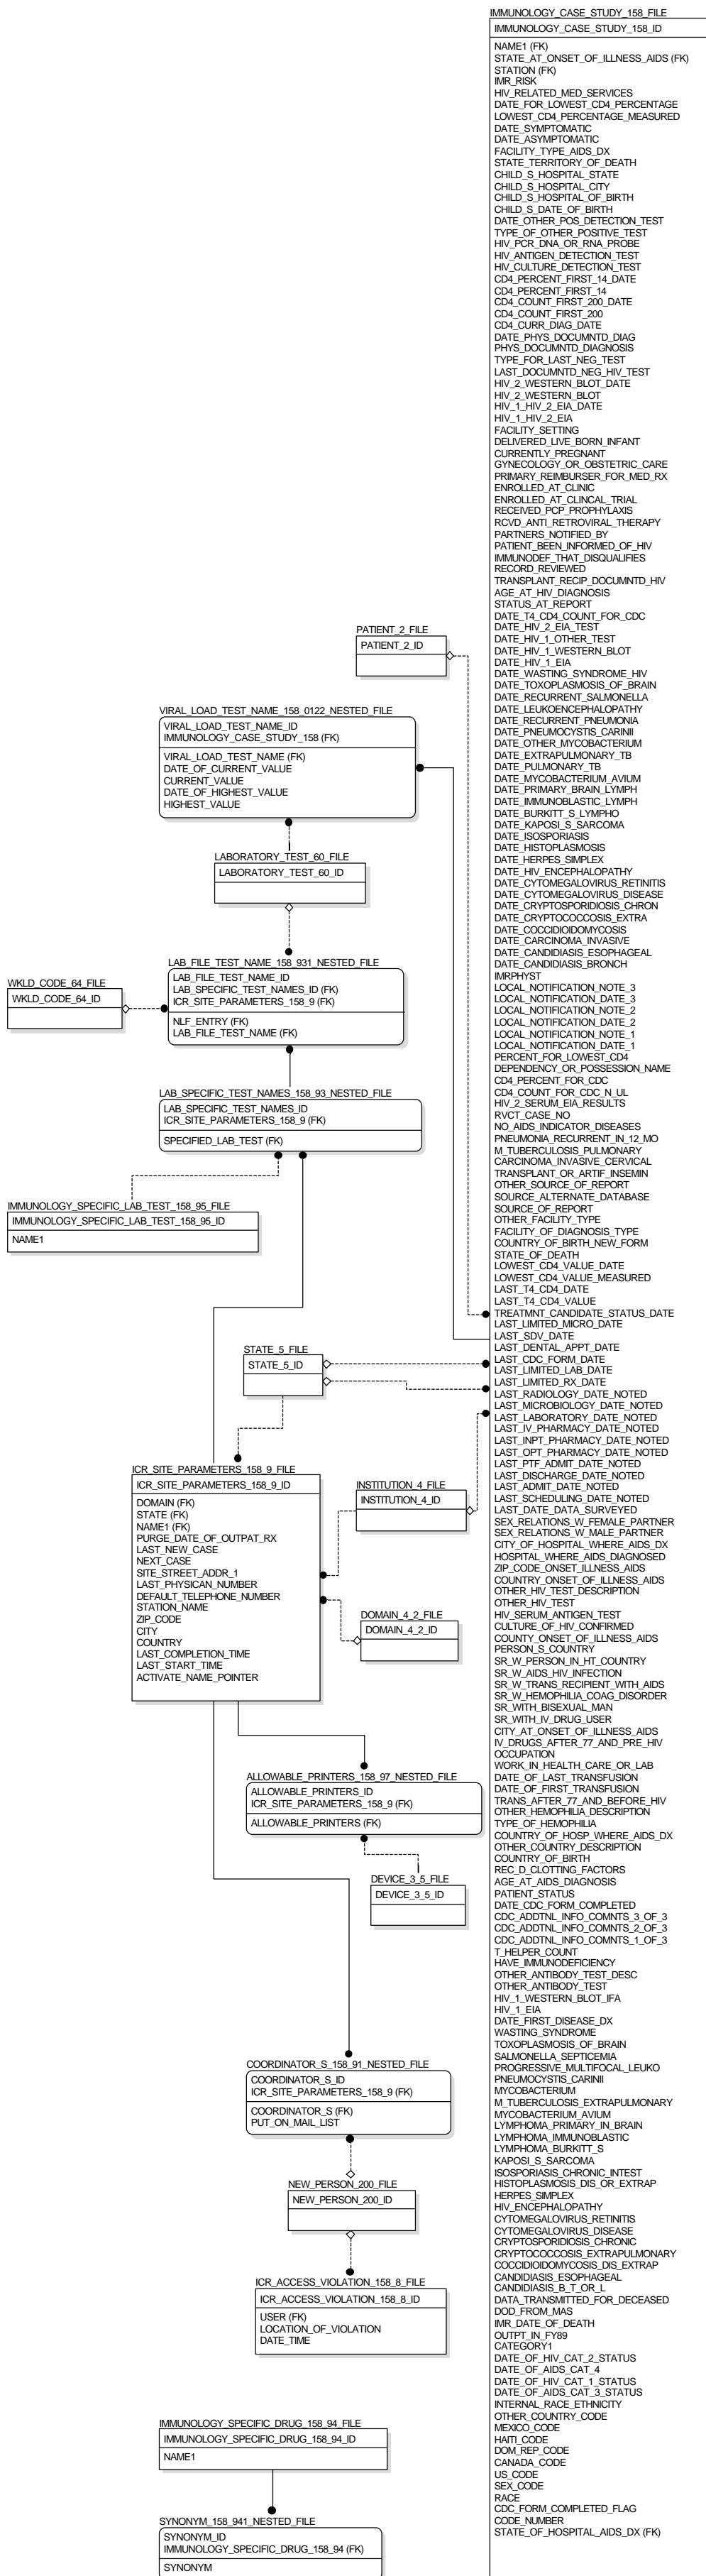 IMMUNOLOGY_CASE_STUDY_158_FILE
IMMUNOLOGY_CASE_STUDY_158_ID
NAME1 (FK)
STATE_AT_ONSET_OF_ILLNESS_AIDS (FK)
STATION (FK)
IMR_RISK
HIV_RELATED_MED_SERVICES
DATE_FOR_LOWEST_CD4_PERCENTAGE
LOWEST_CD4_PERCENTAGE_MEASURED
DATE_SYMPTOMATIC
DATE_ASYMPTOMATIC
FACILITY_TYPE_AIDS_DX
STATE_TERRITORY_OF_DEATH
CHILD_S_HOSPITAL_STATE
CHILD_S_HOSPITAL_CITY
CHILD_S_HOSPITAL_OF_BIRTH
CHILD_S_DATE_OF_BIRTH
DATE_OTHER_POS_DETECTION_TEST
TYPE_OF_OTHER_POSITIVE_TEST
HIV_PCR_DNA_OR_RNA_PROBE
HIV_ANTIGEN_DETECTION_TEST
HIV_CULTURE_DETECTION_TEST
CD4_PERCENT_FIRST_14_DATE
CD4_PERCENT_FIRST_14
CD4_COUNT_FIRST_200_DATE
CD4_COUNT_FIRST_200
CD4_CURR_DIAG_DATE
DATE_PHYS_DOCUMNTD_DIAG
PHYS_DOCUMNTD_DIAGNOSIS
TYPE_FOR_LAST_NEG_TEST
LAST_DOCUMNTD_NEG_HIV_TEST
HIV_2_WESTERN_BLOT_DATE
HIV_2_WESTERN_BLOT
HIV_1_HIV_2_EIA_DATE
HIV_1_HIV_2_EIA
FACILITY_SETTING
DELIVERED_LIVE_BORN_INFANT
CURRENTLY_PREGNANT
GYNECOLOGY_OR_OBSTETRIC_CARE
PRIMARY_REIMBURSER_FOR_MED_RX
ENROLLED_AT_CLINIC
ENROLLED_AT_CLINCAL_TRIAL
RECEIVED_PCP_PROPHYLAXIS
RCVD_ANTI_RETROVIRAL_THERAPY
PARTNERS_NOTIFIED_BY
PATIENT_BEEN_INFORMED_OF_HIV
IMMUNODEF_THAT_DISQUALIFIES
RECORD_REVIEWED
TRANSPLANT_RECIP_DOCUMNTD_HIV
AGE_AT_HIV_DIAGNOSIS
STATUS_AT_REPORT
DATE_T4_CD4_COUNT_FOR_CDC
DATE_HIV_2_EIA_TEST
DATE_HIV_1_OTHER_TEST
DATE_HIV_1_WESTERN_BLOT
DATE_HIV_1_EIA
DATE_WASTING_SYNDROME_HIV
DATE_TOXOPLASMOSIS_OF_BRAIN
DATE_RECURRENT_SALMONELLA
DATE_LEUKOENCEPHALOPATHY
DATE_RECURRENT_PNEUMONIA
DATE_PNEUMOCYSTIS_CARINII
DATE_OTHER_MYCOBACTERIUM
DATE_EXTRAPULMONARY_TB
DATE_PULMONARY_TB
DATE_MYCOBACTERIUM_AVIUM
DATE_PRIMARY_BRAIN_LYMPH
DATE_IMMUNOBLASTIC_LYMPH
DATE_BURKITT_S_LYMPHO
DATE_KAPOSI_S_SARCOMA
DATE_ISOSPORIASIS
DATE_HISTOPLASMOSIS
DATE_HERPES_SIMPLEX
DATE_HIV_ENCEPHALOPATHY
DATE_CYTOMEGALOVIRUS_RETINITIS
DATE_CYTOMEGALOVIRUS_DISEASE
DATE_CRYPTOSPORIDIOSIS_CHRON
DATE_CRYPTOCOCCOSIS_EXTRA
DATE_COCCIDIOIDOMYCOSIS
DATE_CARCINOMA_INVASIVE
DATE_CANDIDIASIS_ESOPHAGEAL
DATE_CANDIDIASIS_BRONCH
IMRPHYST
LOCAL_NOTIFICATION_NOTE_3
LOCAL_NOTIFICATION_DATE_3
LOCAL_NOTIFICATION_NOTE_2
LOCAL_NOTIFICATION_DATE_2
LOCAL_NOTIFICATION_NOTE_1
LOCAL_NOTIFICATION_DATE_1
PERCENT_FOR_LOWEST_CD4
DEPENDENCY_OR_POSSESSION_NAME
CD4_PERCENT_FOR_CDC
CD4_COUNT_FOR_CDC_N_UL
HIV_2_SERUM_EIA_RESULTS
RVCT_CASE_NO
NO_AIDS_INDICATOR_DISEASES
PNEUMONIA_RECURRENT_IN_12_MO
M_TUBERCULOSIS_PULMONARY
CARCINOMA_INVASIVE_CERVICAL
TRANSPLANT_OR_ARTIF_INSEMIN
OTHER_SOURCE_OF_REPORT
SOURCE_ALTERNATE_DATABASE
SOURCE_OF_REPORT
OTHER_FACILITY_TYPE
FACILITY_OF_DIAGNOSIS_TYPE
COUNTRY_OF_BIRTH_NEW_FORM
STATE_OF_DEATH
LOWEST_CD4_VALUE_DATE
LOWEST_CD4_VALUE_MEASURED
LAST_T4_CD4_DATE
LAST_T4_CD4_VALUE
TREATMNT_CANDIDATE_STATUS_DATE
LAST_LIMITED_MICRO_DATE
LAST_SDV_DATE
LAST_DENTAL_APPT_DATE
LAST_CDC_FORM_DATE
LAST_LIMITED_LAB_DATE
LAST_LIMITED_RX_DATE
LAST_RADIOLOGY_DATE_NOTED
LAST_MICROBIOLOGY_DATE_NOTED
LAST_LABORATORY_DATE_NOTED
LAST_IV_PHARMACY_DATE_NOTED
LAST_INPT_PHARMACY_DATE_NOTED
LAST_OPT_PHARMACY_DATE_NOTED
LAST_PTF_ADMIT_DATE_NOTED
LAST_DISCHARGE_DATE_NOTED
LAST_ADMIT_DATE_NOTED
LAST_SCHEDULING_DATE_NOTED
LAST_DATE_DATA_SURVEYED
SEX_RELATIONS_W_FEMALE_PARTNER
SEX_RELATIONS_W_MALE_PARTNER
CITY_OF_HOSPITAL_WHERE_AIDS_DX
HOSPITAL_WHERE_AIDS_DIAGNOSED
ZIP_CODE_ONSET_ILLNESS_AIDS
COUNTRY_ONSET_OF_ILLNESS_AIDS
OTHER_HIV_TEST_DESCRIPTION
OTHER_HIV_TEST
HIV_SERUM_ANTIGEN_TEST
CULTURE_OF_HIV_CONFIRMED
COUNTY_ONSET_OF_ILLNESS_AIDS
PERSON_S_COUNTRY
SR_W_PERSON_IN_HT_COUNTRY
SR_W_AIDS_HIV_INFECTION
SR_W_TRANS_RECIPIENT_WITH_AIDS
SR_W_HEMOPHILIA_COAG_DISORDER
SR_WITH_BISEXUAL_MAN
SR_WITH_IV_DRUG_USER
CITY_AT_ONSET_OF_ILLNESS_AIDS
IV_DRUGS_AFTER_77_AND_PRE_HIV
OCCUPATION
WORK_IN_HEALTH_CARE_OR_LAB
DATE_OF_LAST_TRANSFUSION
DATE_OF_FIRST_TRANSFUSION
TRANS_AFTER_77_AND_BEFORE_HIV
OTHER_HEMOPHILIA_DESCRIPTION
TYPE_OF_HEMOPHILIA
COUNTRY_OF_HOSP_WHERE_AIDS_DX
OTHER_COUNTRY_DESCRIPTION
COUNTRY_OF_BIRTH
REC_D_CLOTTING_FACTORS
AGE_AT_AIDS_DIAGNOSIS
PATIENT_STATUS
DATE_CDC_FORM_COMPLETED
CDC_ADDTNL_INFO_COMNTS_3_OF_3
CDC_ADDTNL_INFO_COMNTS_2_OF_3
CDC_ADDTNL_INFO_COMNTS_1_OF_3
T_HELPER_COUNT
HAVE_IMMUNODEFICIENCY
OTHER_ANTIBODY_TEST_DESC
OTHER_ANTIBODY_TEST
HIV_1_WESTERN_BLOT_IFA
HIV_1_EIA
DATE_FIRST_DISEASE_DX
WASTING_SYNDROME
TOXOPLASMOSIS_OF_BRAIN
SALMONELLA_SEPTICEMIA
PROGRESSIVE_MULTIFOCAL_LEUKO
PNEUMOCYSTIS_CARINII
MYCOBACTERIUM
M_TUBERCULOSIS_EXTRAPULMONARY
MYCOBACTERIUM_AVIUM
LYMPHOMA_PRIMARY_IN_BRAIN
LYMPHOMA_IMMUNOBLASTIC
LYMPHOMA_BURKITT_S
KAPOSI_S_SARCOMA
ISOSPORIASIS_CHRONIC_INTEST
HISTOPLASMOSIS_DIS_OR_EXTRAP
HERPES_SIMPLEX
HIV_ENCEPHALOPATHY
CYTOMEGALOVIRUS_RETINITIS
CYTOMEGALOVIRUS_DISEASE
CRYPTOSPORIDIOSIS_CHRONIC
CRYPTOCOCCOSIS_EXTRAPULMONARY
COCCIDIOIDOMYCOSIS_DIS_EXTRAP
CANDIDIASIS_ESOPHAGEAL
CANDIDIASIS_B_T_OR_L
DATA_TRANSMITTED_FOR_DECEASED
DOD_FROM_MAS
IMR_DATE_OF_DEATH
OUTPT_IN_FY89
CATEGORY1
DATE_OF_HIV_CAT_2_STATUS
DATE_OF_AIDS_CAT_4
DATE_OF_HIV_CAT_1_STATUS
DATE_OF_AIDS_CAT_3_STATUS
INTERNAL_RACE_ETHNICITY
OTHER_COUNTRY_CODE
MEXICO_CODE
HAITI_CODE
DOM_REP_CODE
CANADA_CODE
US_CODE
SEX_CODE
RACE
CDC_FORM_COMPLETED_FLAG
CODE_NUMBER
STATE_OF_HOSPITAL_AIDS_DX (FK)
PATIENT_2_FILE
PATIENT_2_ID
VIRAL_LOAD_TEST_NAME_158_0122_NESTED_FILE
VIRAL_LOAD_TEST_NAME_ID
IMMUNOLOGY_CASE_STUDY_158 (FK)
VIRAL_LOAD_TEST_NAME (FK)
DATE_OF_CURRENT_VALUE
CURRENT_VALUE
DATE_OF_HIGHEST_VALUE
HIGHEST_VALUE
LABORATORY_TEST_60_FILE
LABORATORY_TEST_60_ID
LAB_FILE_TEST_NAME_158_931_NESTED_FILE
LAB_FILE_TEST_NAME_ID
LAB_SPECIFIC_TEST_NAMES_ID (FK)
ICR_SITE_PARAMETERS_158_9 (FK)
NLF_ENTRY (FK)
LAB_FILE_TEST_NAME (FK)
WKLD_CODE_64_FILE
WKLD_CODE_64_ID
LAB_SPECIFIC_TEST_NAMES_158_93_NESTED_FILE
LAB_SPECIFIC_TEST_NAMES_ID
ICR_SITE_PARAMETERS_158_9 (FK)
SPECIFIED_LAB_TEST (FK)
IMMUNOLOGY_SPECIFIC_LAB_TEST_158_95_FILE
IMMUNOLOGY_SPECIFIC_LAB_TEST_158_95_ID
NAME1
STATE_5_FILE
STATE_5_ID
ICR_SITE_PARAMETERS_158_9_FILE
ICR_SITE_PARAMETERS_158_9_ID
DOMAIN (FK)
STATE (FK)
NAME1 (FK)
PURGE_DATE_OF_OUTPAT_RX
LAST_NEW_CASE
NEXT_CASE
SITE_STREET_ADDR_1
LAST_PHYSICAN_NUMBER
DEFAULT_TELEPHONE_NUMBER
STATION_NAME
ZIP_CODE
CITY
COUNTRY
LAST_COMPLETION_TIME
LAST_START_TIME
ACTIVATE_NAME_POINTER
INSTITUTION_4_FILE
INSTITUTION_4_ID
DOMAIN_4_2_FILE
DOMAIN_4_2_ID
ALLOWABLE_PRINTERS_158_97_NESTED_FILE
ALLOWABLE_PRINTERS_ID
ICR_SITE_PARAMETERS_158_9 (FK)
ALLOWABLE_PRINTERS (FK)
DEVICE_3_5_FILE
DEVICE_3_5_ID
COORDINATOR_S_158_91_NESTED_FILE
COORDINATOR_S_ID
ICR_SITE_PARAMETERS_158_9 (FK)
COORDINATOR_S (FK)
PUT_ON_MAIL_LIST
NEW_PERSON_200_FILE
NEW_PERSON_200_ID
ICR_ACCESS_VIOLATION_158_8_FILE
ICR_ACCESS_VIOLATION_158_8_ID
USER (FK)
LOCATION_OF_VIOLATION
DATE_TIME
IMMUNOLOGY_SPECIFIC_DRUG_158_94_FILE
IMMUNOLOGY_SPECIFIC_DRUG_158_94_ID
NAME1
SYNONYM_158_941_NESTED_FILE
SYNONYM_ID
IMMUNOLOGY_SPECIFIC_DRUG_158_94 (FK)
SYNONYM